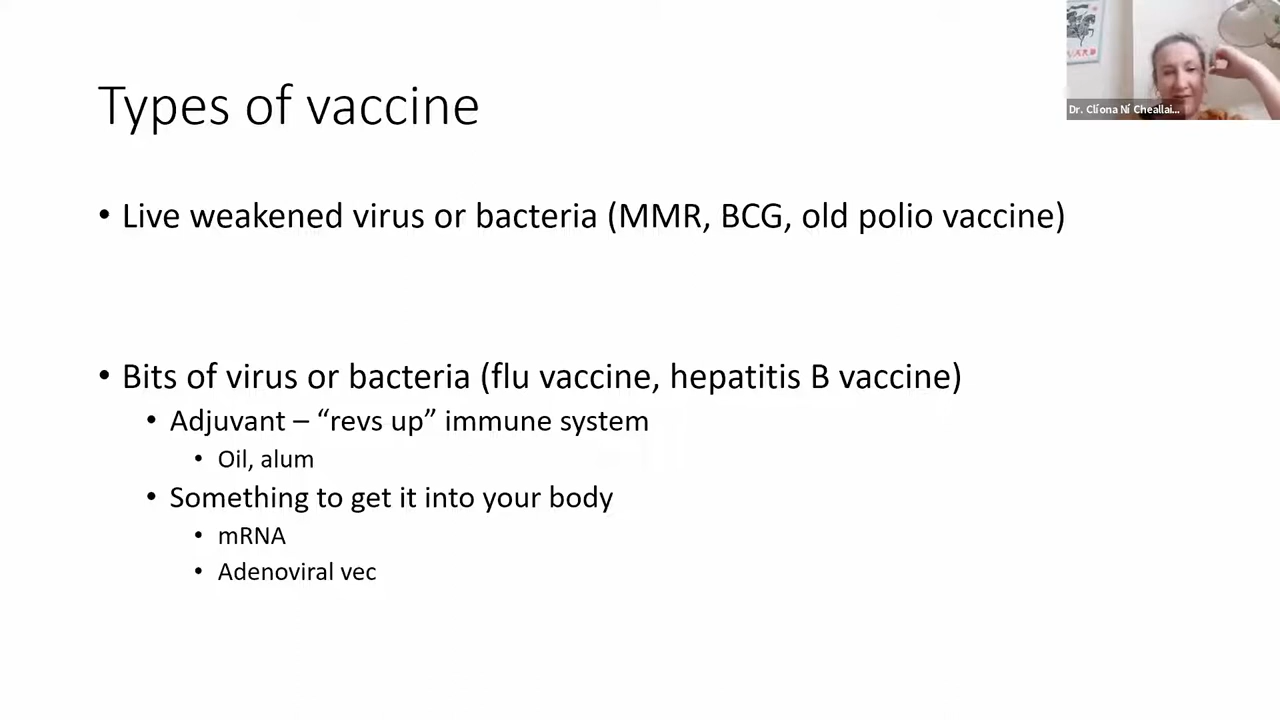 Types of vaccine
• Live weakened virus or bacteria (MMR, BCG, old polio vaccine)
• Bits of virus or bacteria (flu vaccine, hepatitis B vaccine)
• Adjuvant – “revs up” immune system
• Oil, alum
• Something to get it into your body
• mRNA
• Adenoviral vec
VARD
Dr. Clíona Ní Cheallai...